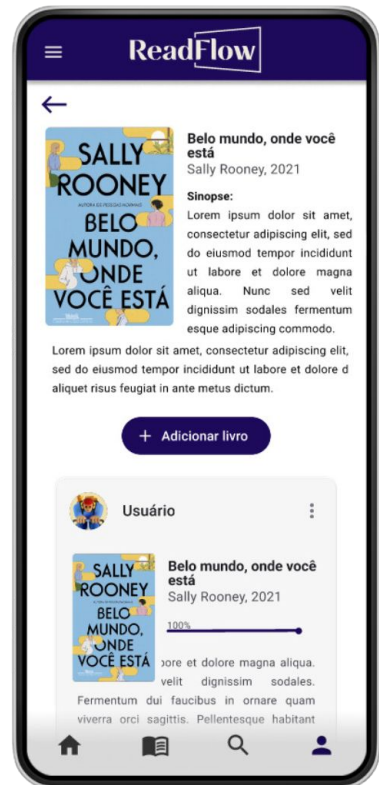 ReadFlow
SALLY
ROONEY
AUTORA DE PESSOAS NORMAIS
BELO
MUNDO,
ONDE
VOCÊ ESTÁ
Belo mundo, onde você
está
Sally Rooney, 2021
Sinopse:
Lorem ipsum dolor sit amet,
consectetur adipiscing elit, sed
do eiusmod tempor incididunt
ut labore et dolore magna
aliqua. Nunc sed velit
dignissim sodales fermentum
esque adipiscing commodo.
Lorem ipsum dolor sit amet, consectetur adipiscing elit,
sed do eiusmod tempor incididunt ut labore et dolore d
aliquet risus feugiat in ante metus dictum.
+ Adicionar livro
Usuário
SALLY
ROONEY
BELO
MUNDO,
ONDE
VOCÊ ESTÁ
Belo mundo, onde você
está
Sally Rooney, 2021
100%
et dolore magna aliqua.
velit dignissim sodales.
Fermentum dui faucibus in ornare quam
viverra orci sagittis. Pellentesque habitant